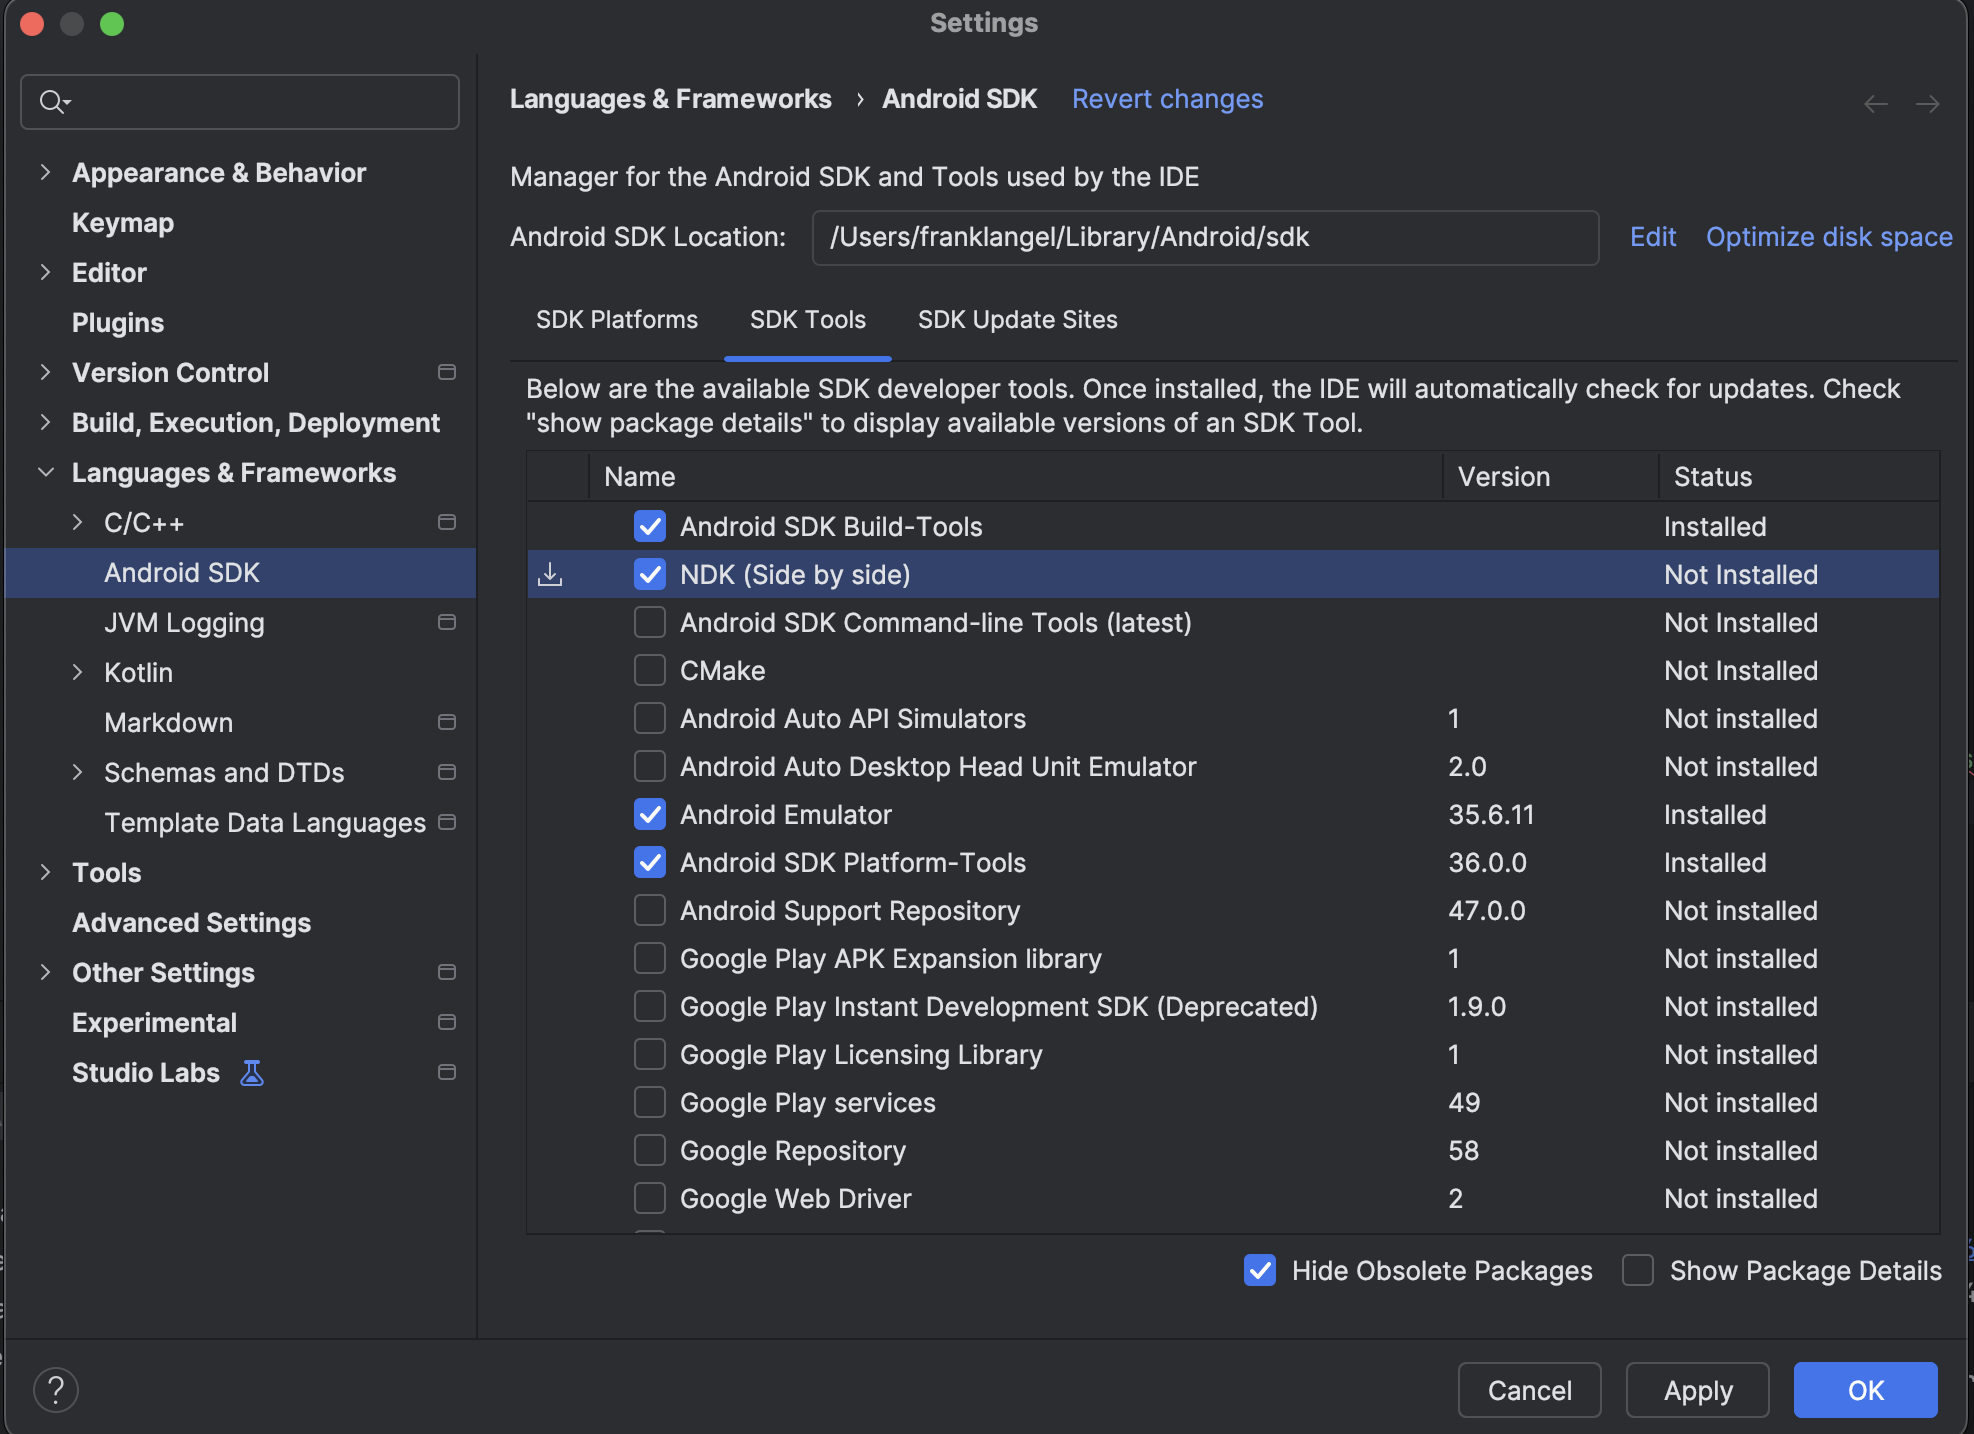 Settings
Languages & Frameworks › Android SDK Revert changes
Appearance & Behavior
Keymap
Editor
Plugins
Version Control
Build, Execution, Deployment
Languages & Frameworks
C/C++
Android SDK
JVM Logging
Kotlin
Markdown
Schemas and DTDs
Template Data Languages
Tools
Advanced Settings
Other Settings
Experimental
Studio Labs
Manager for the Android SDK and Tools used by the IDE
Android SDK Location: /Users/franklangel/Library/Android/sdk Edit Optimize disk space
SDK Platforms SDK Tools SDK Update Sites
Below are the available SDK developer tools. Once installed, the IDE will automatically check for updates. Check
"show package details" to display available versions of an SDK Tool.
Name Version Status
Android SDK Build-Tools Installed
NDK (Side by side) Not Installed
Android SDK Command-line Tools (latest) Not Installed
CMake Not Installed
Android Auto API Simulators 1 Not installed
Android Auto Desktop Head Unit Emulator 2.0 Not installed
Android Emulator 35.6.11 Installed
Android SDK Platform-Tools 36.0.0 Installed
Android Support Repository 47.0.0 Not installed
Google Play APK Expansion library 1 Not installed
Google Play Instant Development SDK (Deprecated) 1.9.0 Not installed
Google Play Licensing Library 1 Not installed
Google Play services 49 Not installed
Google Repository 58 Not installed
Google Web Driver 2 Not installed
Hide Obsolete Packages Show Package Details
? Cancel Apply OK